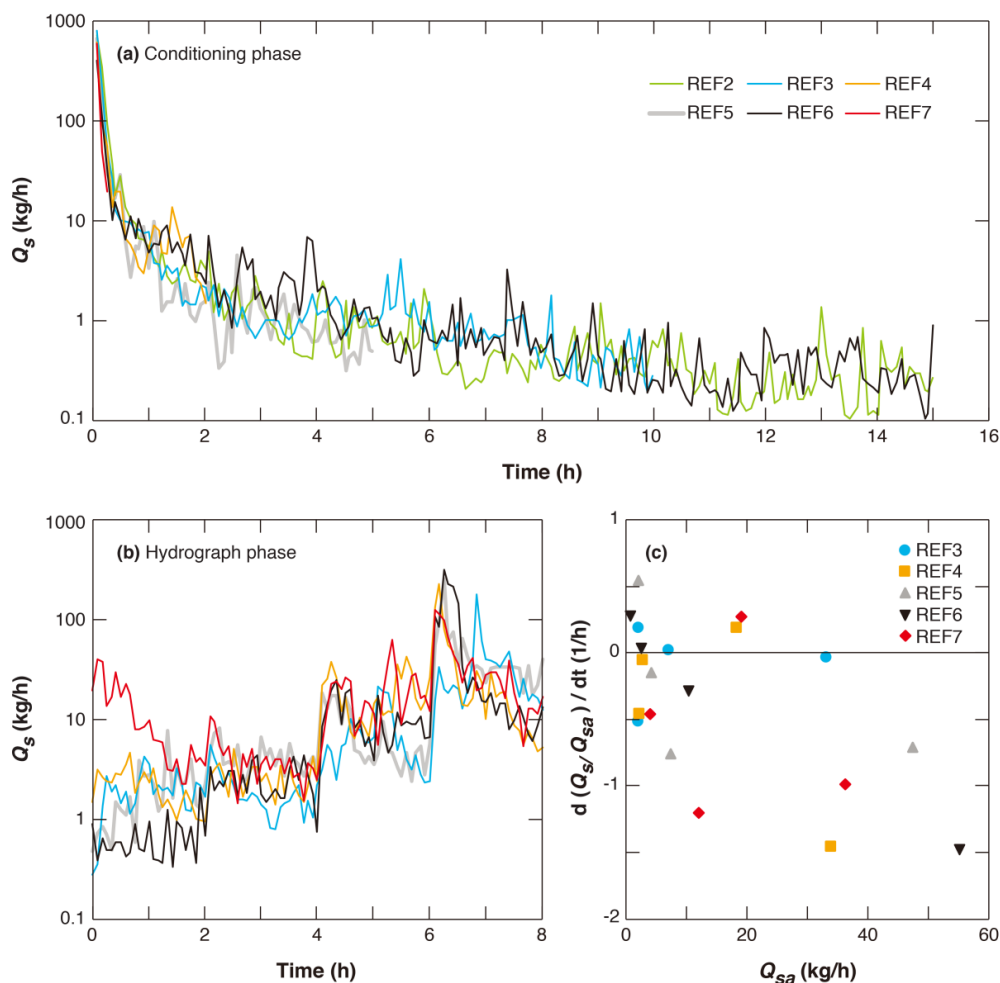 (a) Conditioning phase
REF2 REF3 REF4
REF5 REF6 REF7
Qs (kg/h)
1000
100
10
1
0.1
0 2 4 6 8 10 12 14 16
Time (h)
(b) Hydrograph phase
Qs (kg/h)
1000
100
10
1
0.1
0 2 4 6 8
Time (h)
(c)
REF3
REF4
REF5
REF6
REF7
d (Qs/Qsa) / dt (1/h)
1
0
-1
-2
0 20 40 60
Qsa (kg/h)